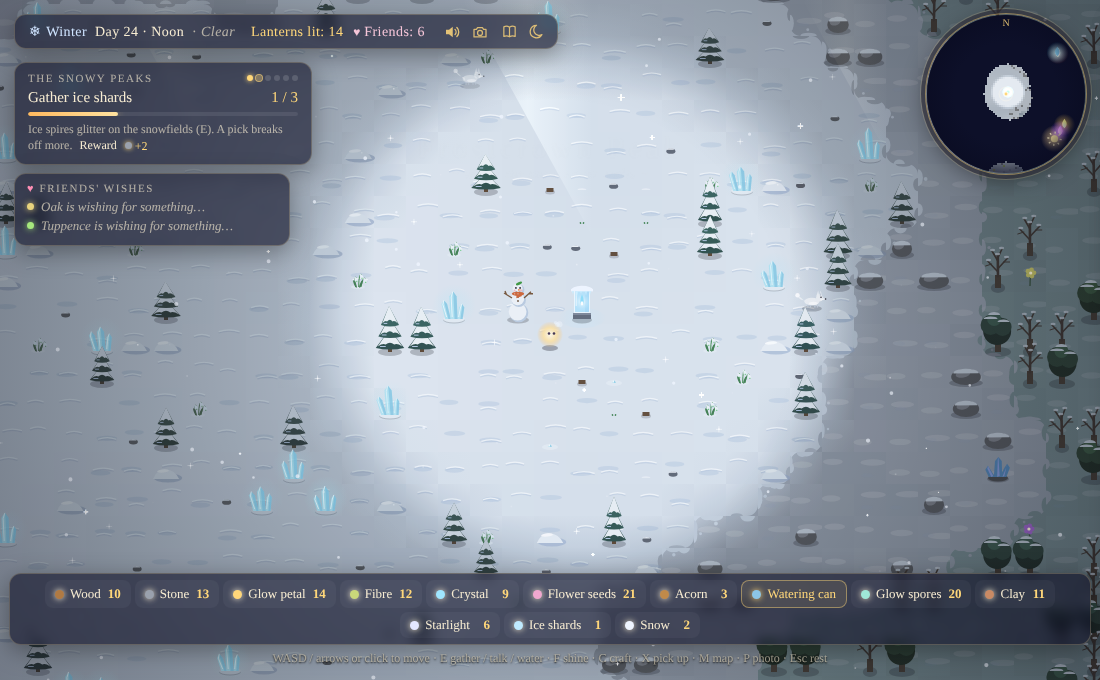 ❄ Winter Day 24 · Noon · Clear Lanterns lit: 14 ♥ Friends: 6
N
THE SNOWY PEAKS
Gather ice shards 1 / 3
Ice spires glitter on the snowfields (E). A pick breaks
off more. Reward +2
♥ FRIENDS' WISHES
Oak is wishing for something…
Tuppence is wishing for something…
Wood 10 Stone 13 Glow petal 14 Fibre 12 Crystal 9 Flower seeds 21 Acorn 3 Watering can Glow spores 20 Clay 11
Starlight 6 Ice shards 1 Snow 2
WASD / arrows or click to move · E gather / talk / water · F shine · C craft · X pick up · M map · P photo · Esc rest